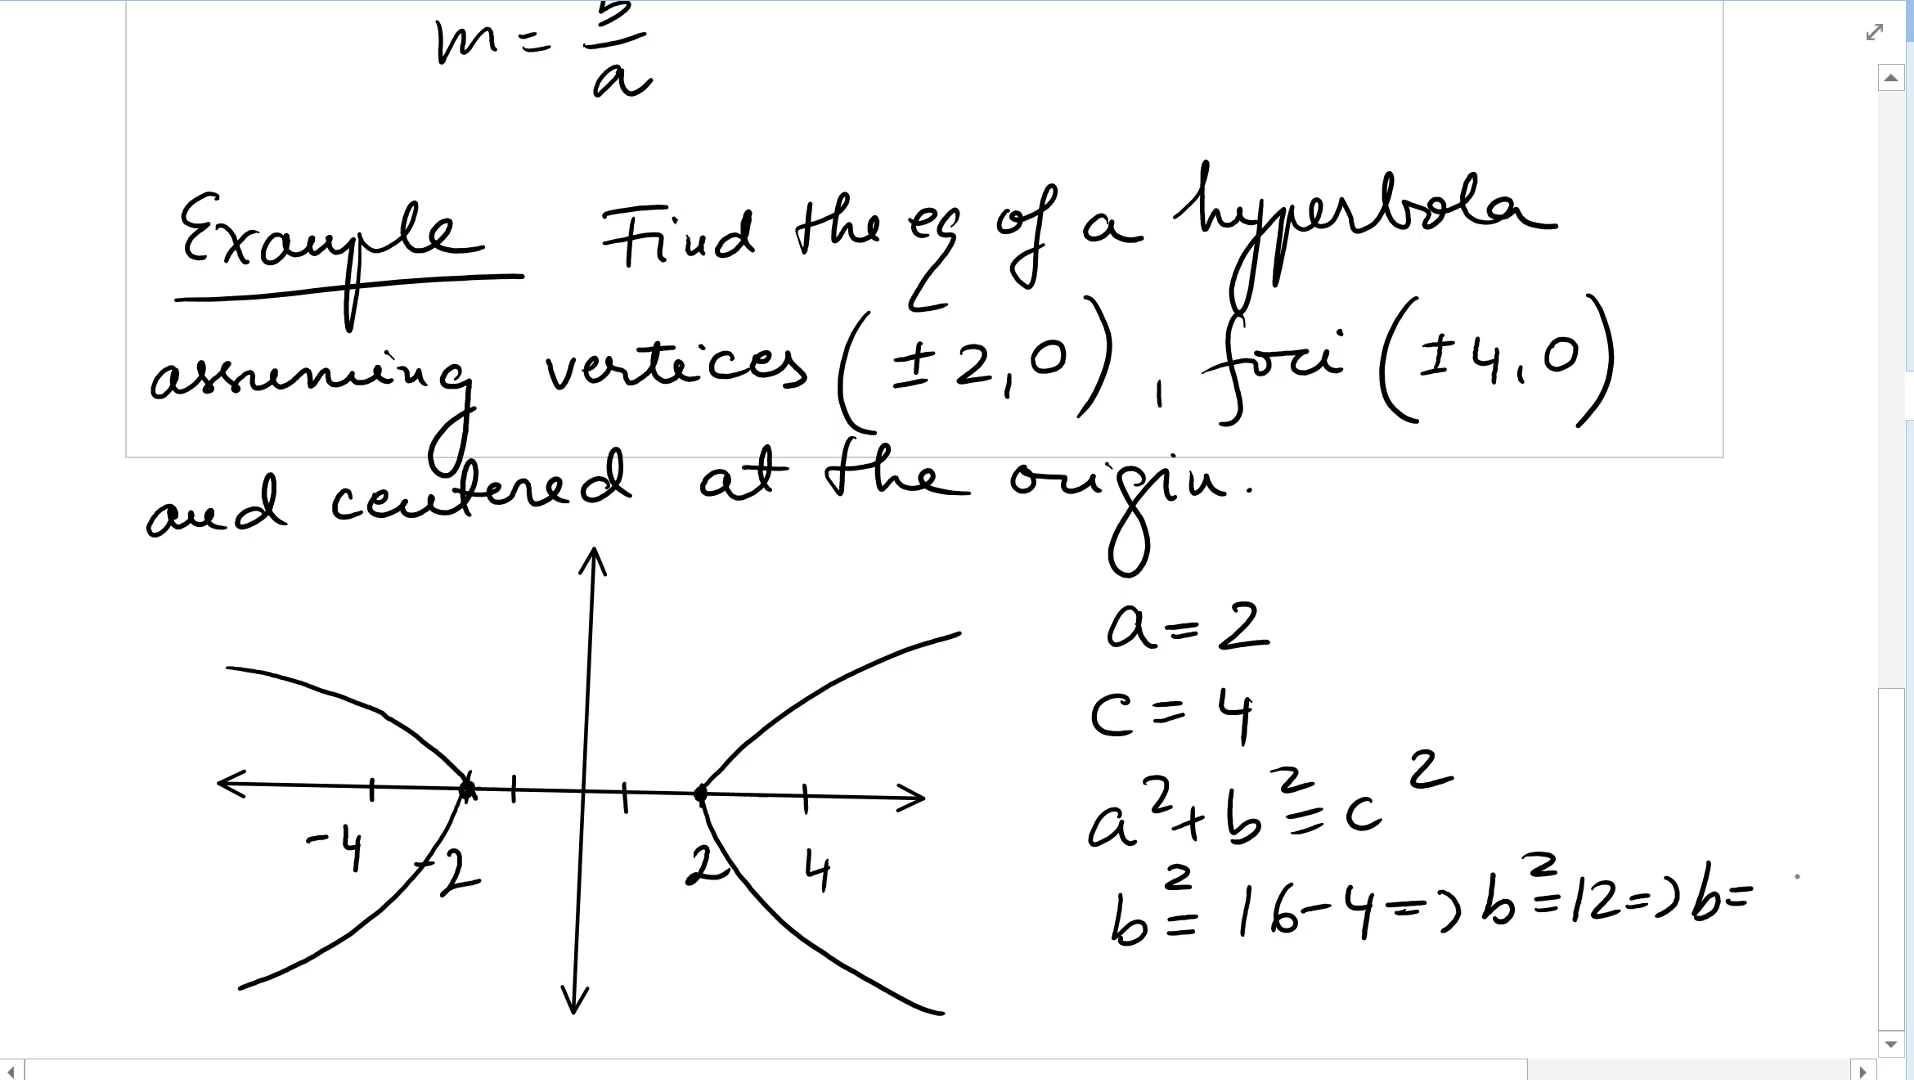 m = b/a
Example Find the eq of a hyperbola
assuming vertices (± 2, 0), foci (± 4, 0)
and centered at the origin.
a = 2
c = 4
a² + b² = c²
-4 -2 2 4
b² = 16 - 4 => b² = 12 => b =